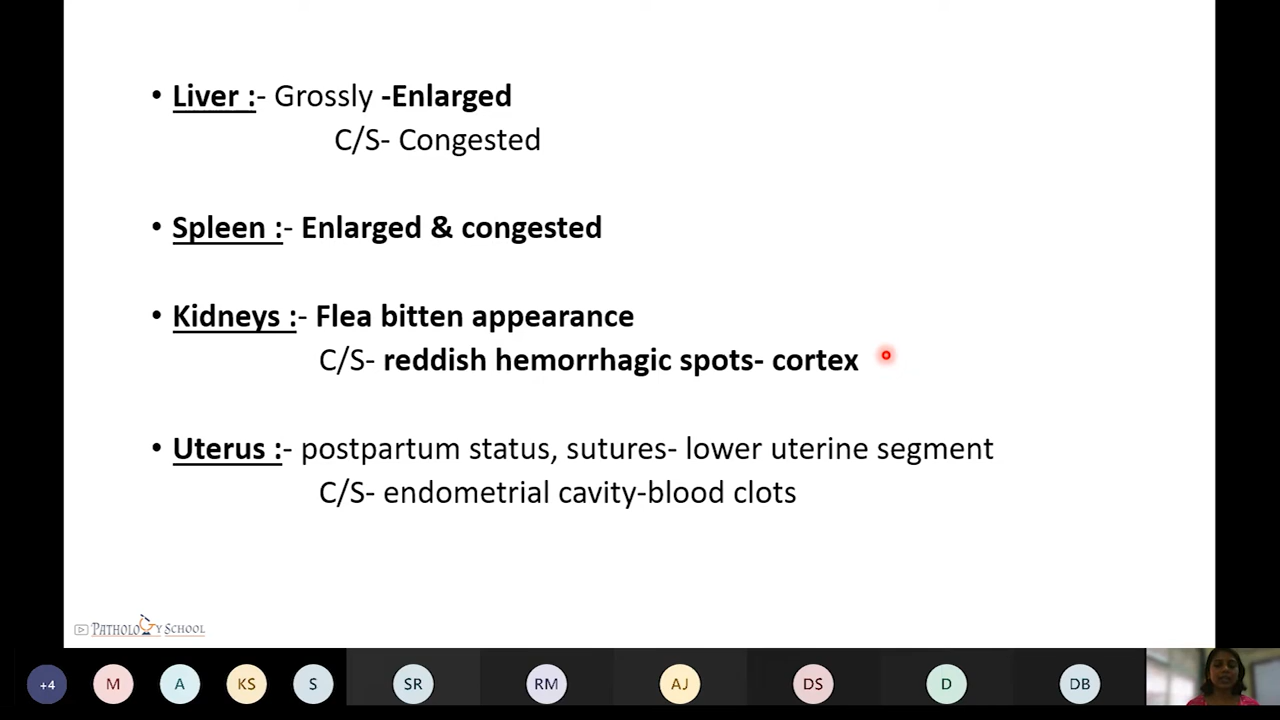 • Liver :- Grossly -Enlarged
C/S- Congested
• Spleen :- Enlarged & congested
• Kidneys :- Flea bitten appearance
C/S- reddish hemorrhagic spots- cortex
• Uterus :- postpartum status, sutures- lower uterine segment
C/S- endometrial cavity-blood clots
PATHOLOGY SCHOOL
+4 M A KS S SR RM AJ DS D DB